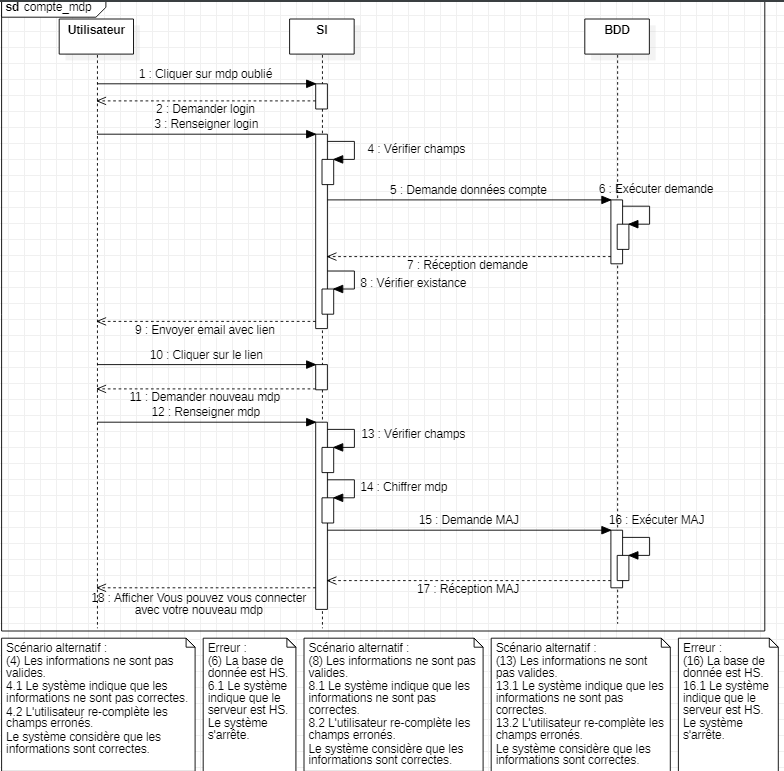 sd compte_mdp
Utilisateur
SI
BDD
1 : Cliquer sur mdp oublié
2 : Demander login
3 : Renseigner login
4 : Vérifier champs
5 : Demande données compte
6 : Exécuter demande
7 : Réception demande
8 : Vérifier existance
9 : Envoyer email avec lien
10 : Cliquer sur le lien
11 : Demander nouveau mdp
12 : Renseigner mdp
13 : Vérifier champs
14 : Chiffrer mdp
15 : Demande MAJ
16 : Exécuter MAJ
17 : Réception MAJ
18 : Afficher Vous pouvez vous connecter
avec votre nouveau mdp
Scénario alternatif :
(4) Les informations ne sont pas
valides.
4.1 Le système indique que les
informations ne sont pas correctes.
4.2 L'utilisateur re-complète les
champs erronés.
Le système considère que les
informations sont correctes.
Erreur :
(6) La base de
donnée est HS.
6.1 Le système
indique que le
serveur est HS.
Le système
s'arrête.
Scénario alternatif :
(8) Les informations ne sont pas
valides.
8.1 Le système indique que les
informations ne sont pas
correctes.
8.2 L'utilisateur re-complète les
champs erronés.
Le système considère que les
informations sont correctes.
Scénario alternatif :
(13) Les informations ne sont
pas valides.
13.1 Le système indique que les
informations ne sont pas
correctes.
13.2 L'utilisateur re-complète les
champs erronés.
Le système considère que les
informations sont correctes.
Erreur :
(16) La base de
donnée est HS.
16.1 Le système
indique que le
serveur est HS.
Le système
s'arrête.